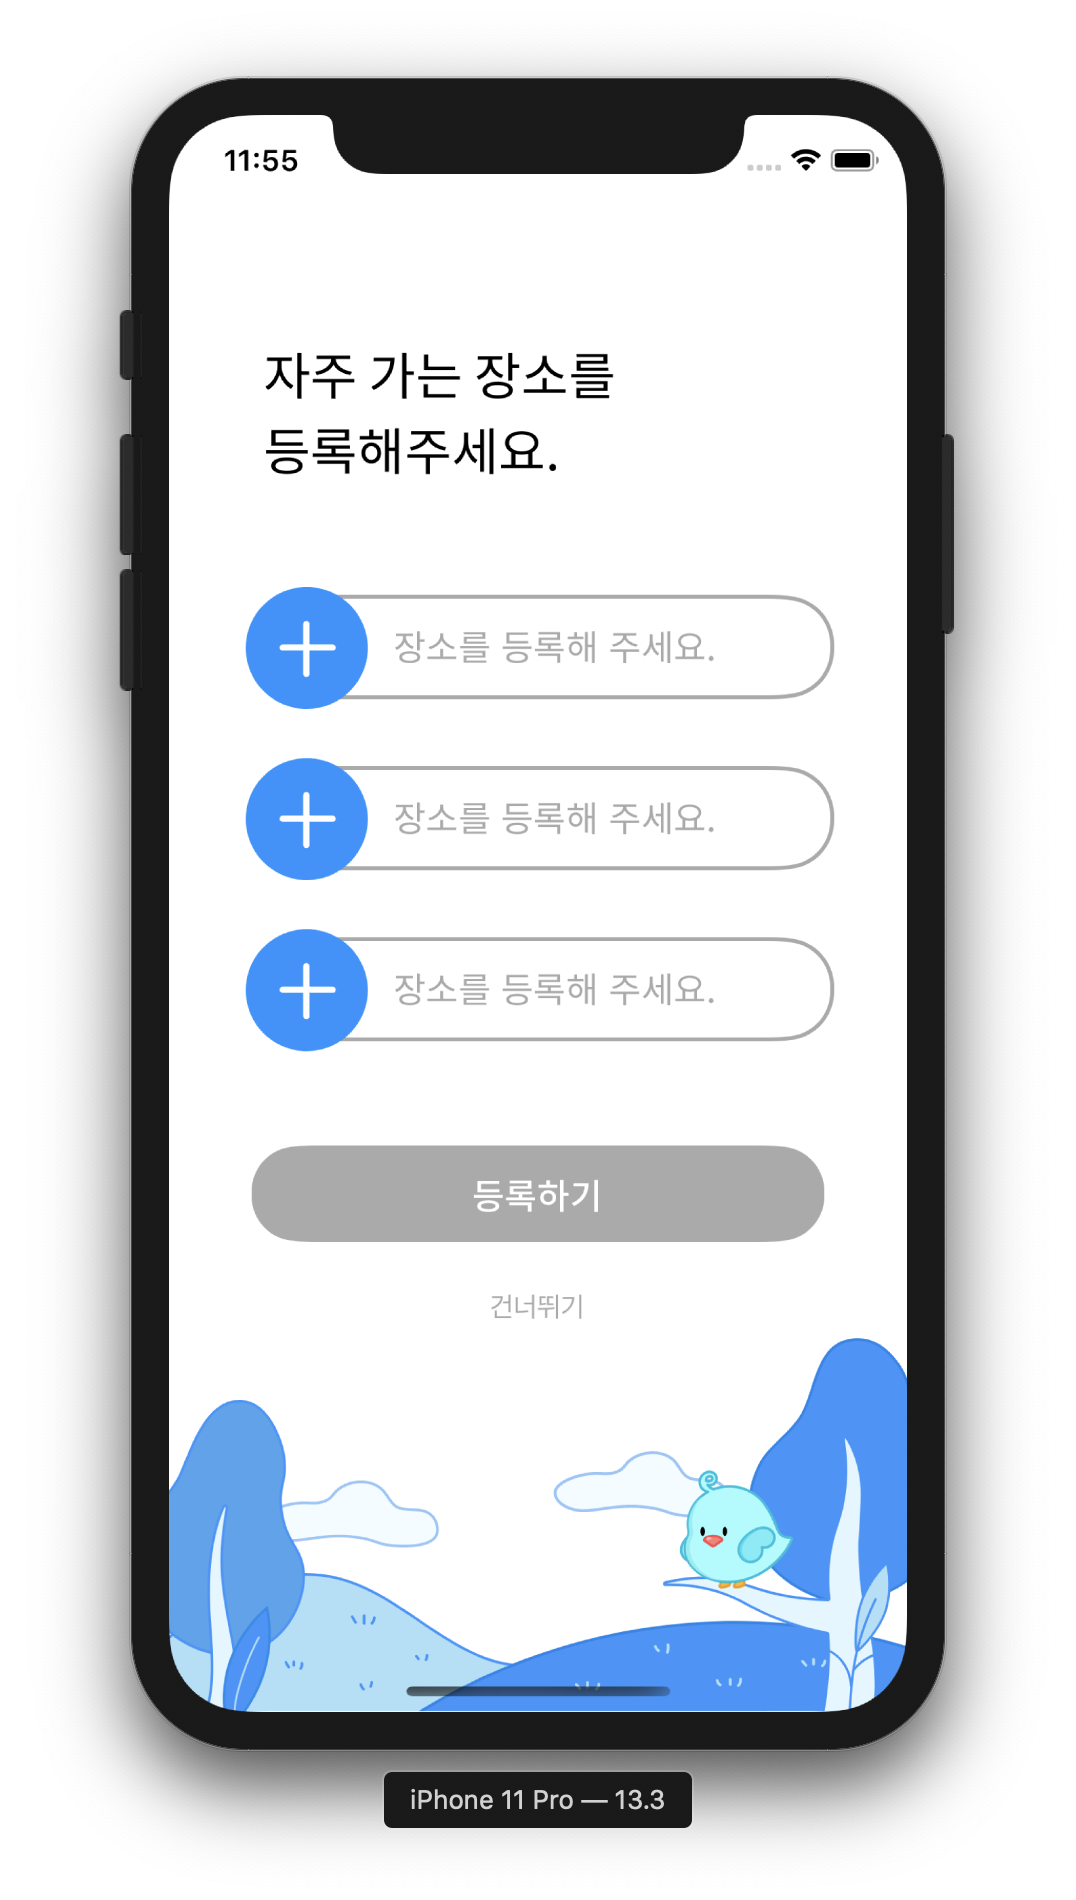 11:55
자주 가는 장소를
등록해주세요.
장소를 등록해 주세요.
장소를 등록해 주세요.
장소를 등록해 주세요.
등록하기
건너뛰기
iPhone 11 Pro — 13.3